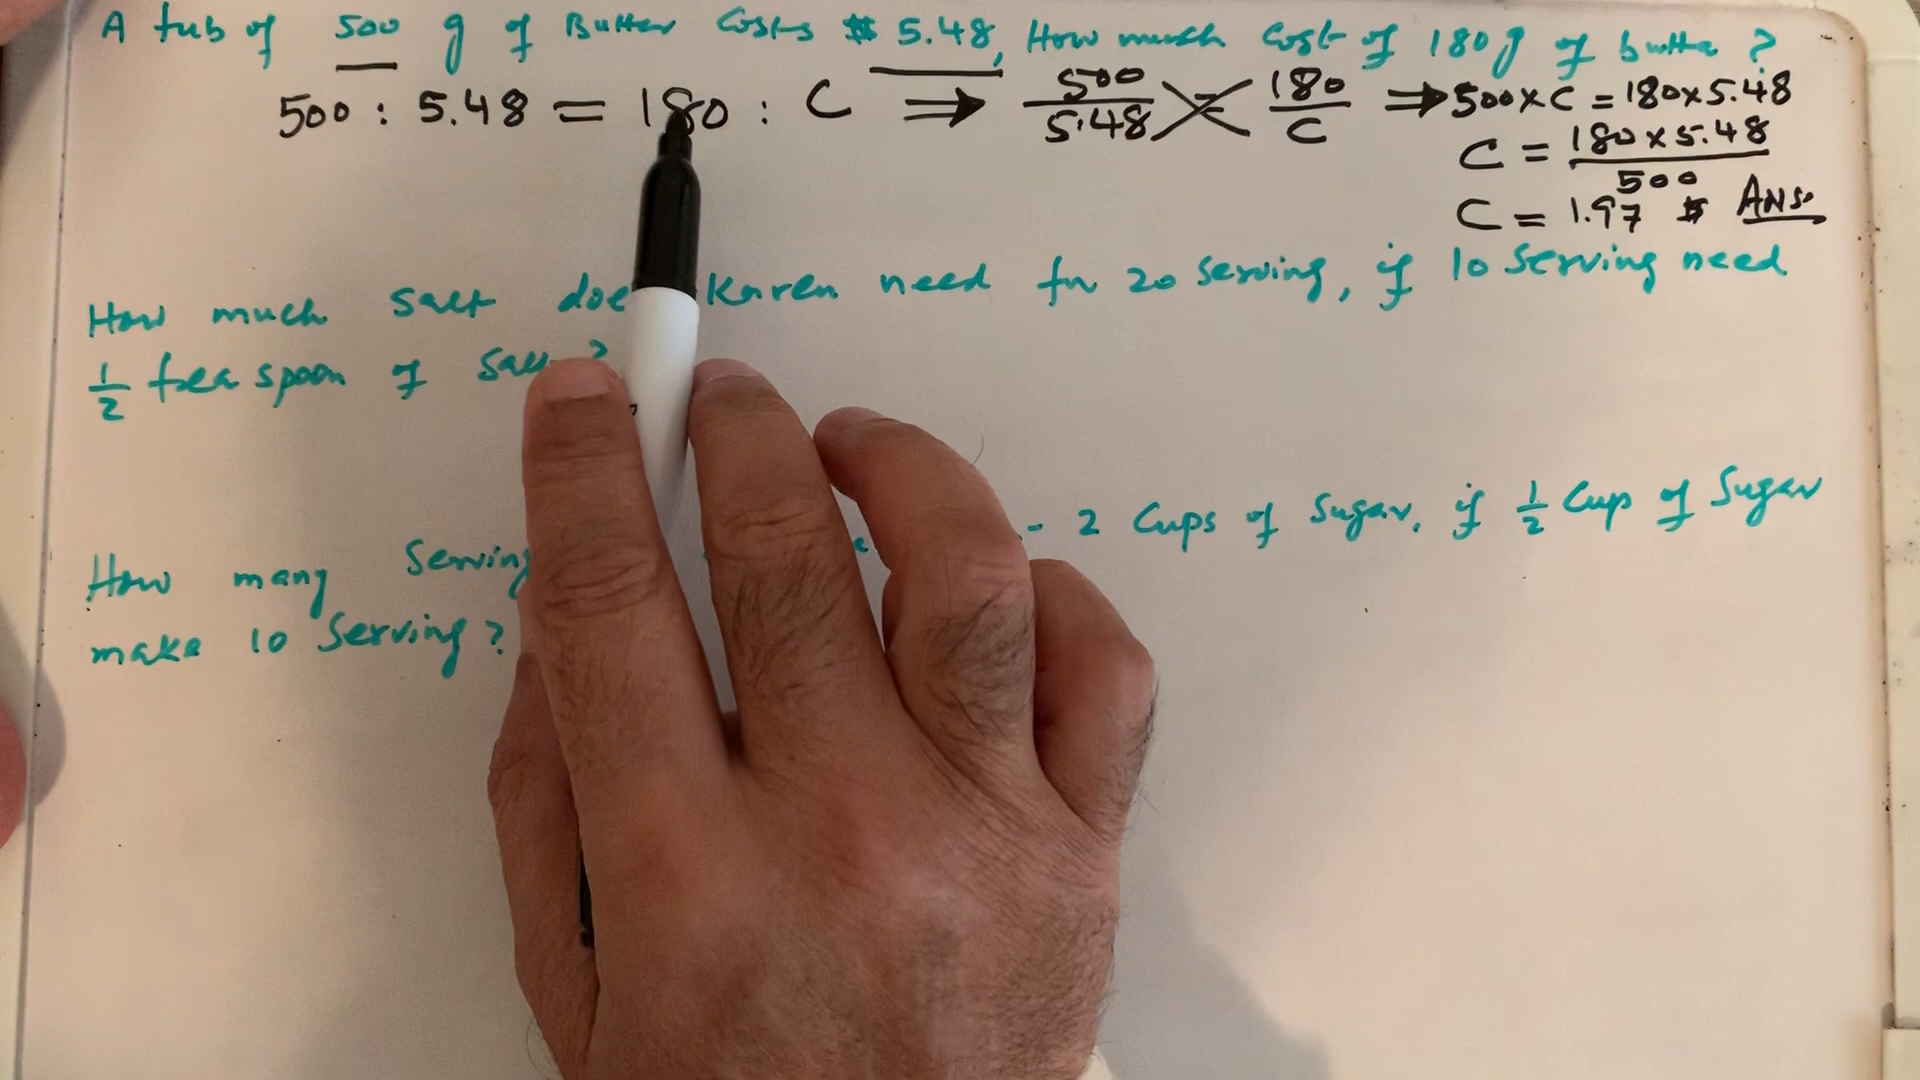 A tub of 500 g of Butter Costs $ 5.48, How much Cost of 180g of butter?
500 : 5.48 = 180 : C ⇒ 500/5.48 = 180/C ⇒ 500×C = 180×5.48
C = 180×5.48/500
C = 1.97 $ Ans.
How much Salt doe Karen need for 20 Serving, if 10 Serving need
1/2 tea spoon of Salt?
How many Serving 2 Cups of Sugar, if 1/2 Cup of Sugar
make 10 Serving?